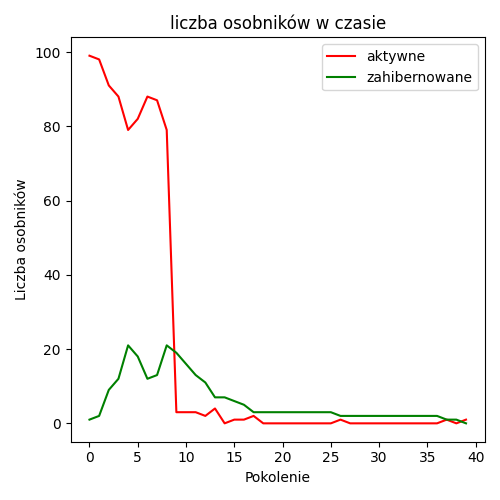 liczba osobników w czasie
aktywne
zahibernowane
100
80
60
40
20
0
Liczba osobników
0 5 10 15 20 25 30 35 40
Pokolenie